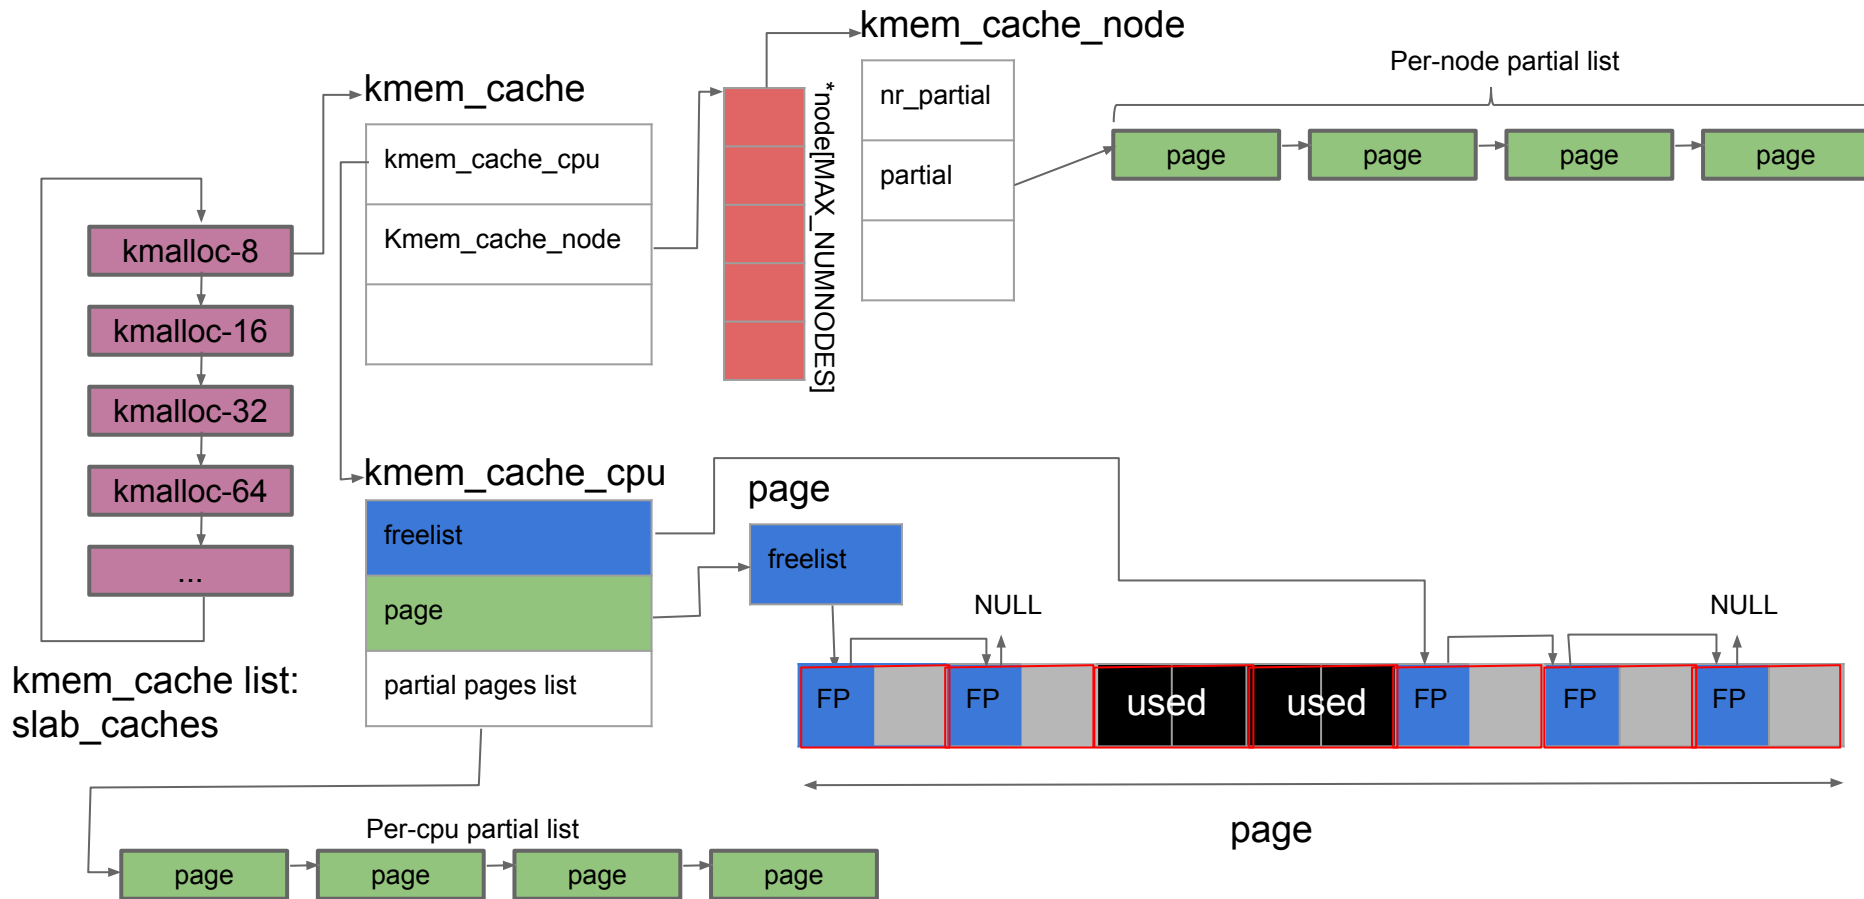 kmem_cache_node
Per-node partial list
kmem_cache
nr_partial
*node[MAX_NUMNODES]
kmem_cache_cpu
page
page
page
page
partial
Kmem_cache_node
kmalloc-8
kmalloc-16
kmalloc-32
kmalloc-64
...
kmem_cache list:
slab_caches
kmem_cache_cpu
page
freelist
freelist
page
NULL
NULL
partial pages list
FP
FP
used
used
FP
FP
FP
page
Per-cpu partial list
page
page
page
page